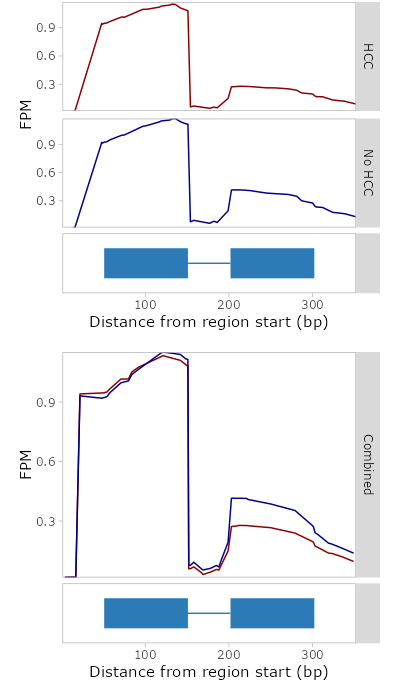 0.9
0.6
0.3
HCC
FPM
0.9
0.6
0.3
No HCC
100 200 300
Distance from region start (bp)
0.9
0.6
0.3
FPM
Combined
100 200 300
Distance from region start (bp)